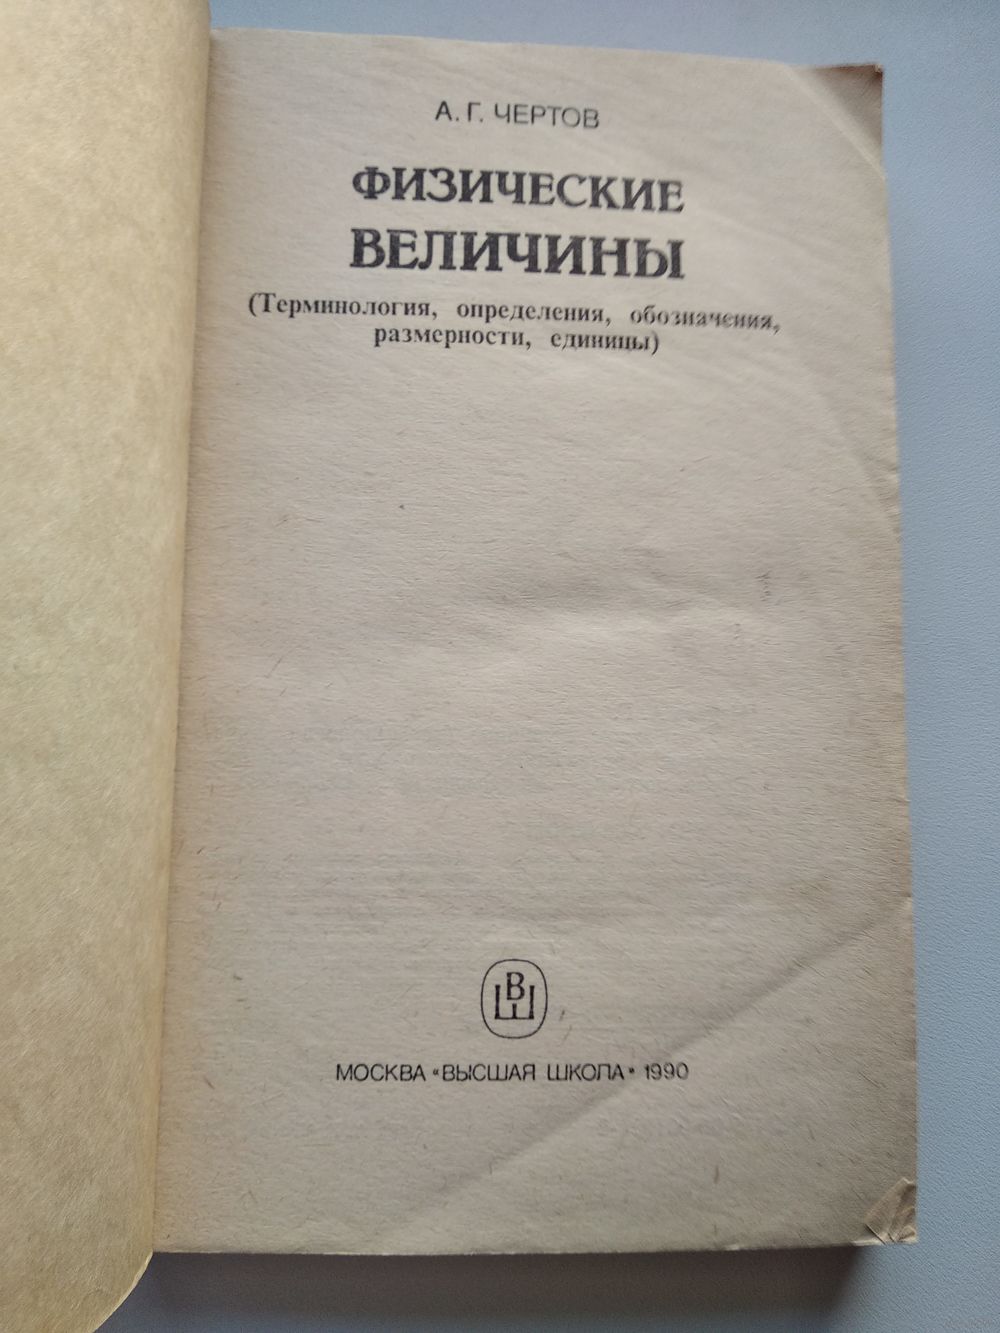 А. Г. ЧЕРТОВ
ФИЗИЧЕСКИЕ
ВЕЛИЧИНЫ
(Терминология, определения, обозначения,
размерности, единицы)
ВШ
МОСКВА «ВЫСШАЯ ШКОЛА» 1990